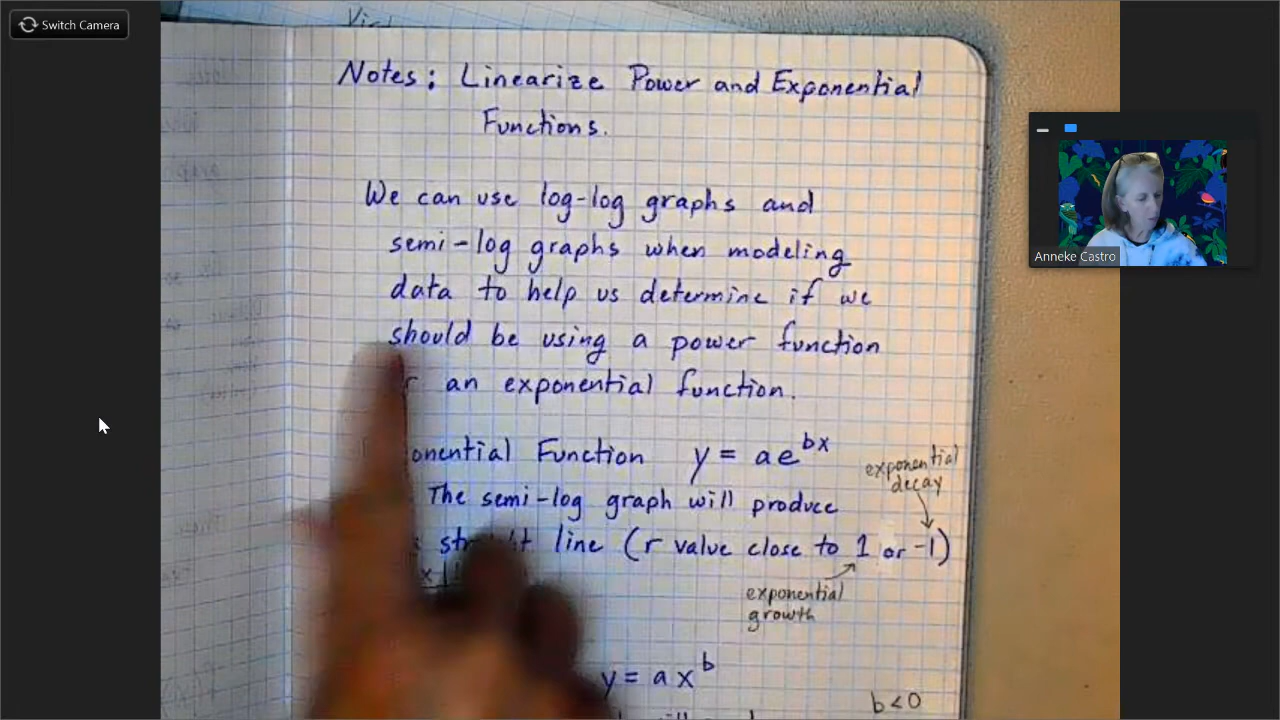 Switch Camera
Notes: Linearize Power and Exponential
Functions.
We can use log-log graphs and
semi-log graphs when modeling
data to help us determine if we
should be using a power function
an exponential function.
Function y = ae^bx
exponential
decay
The semi-log graph will produce
line (r value close to 1 or -1)
exponential
growth
y = ax^b
b<0
Anneke Castro